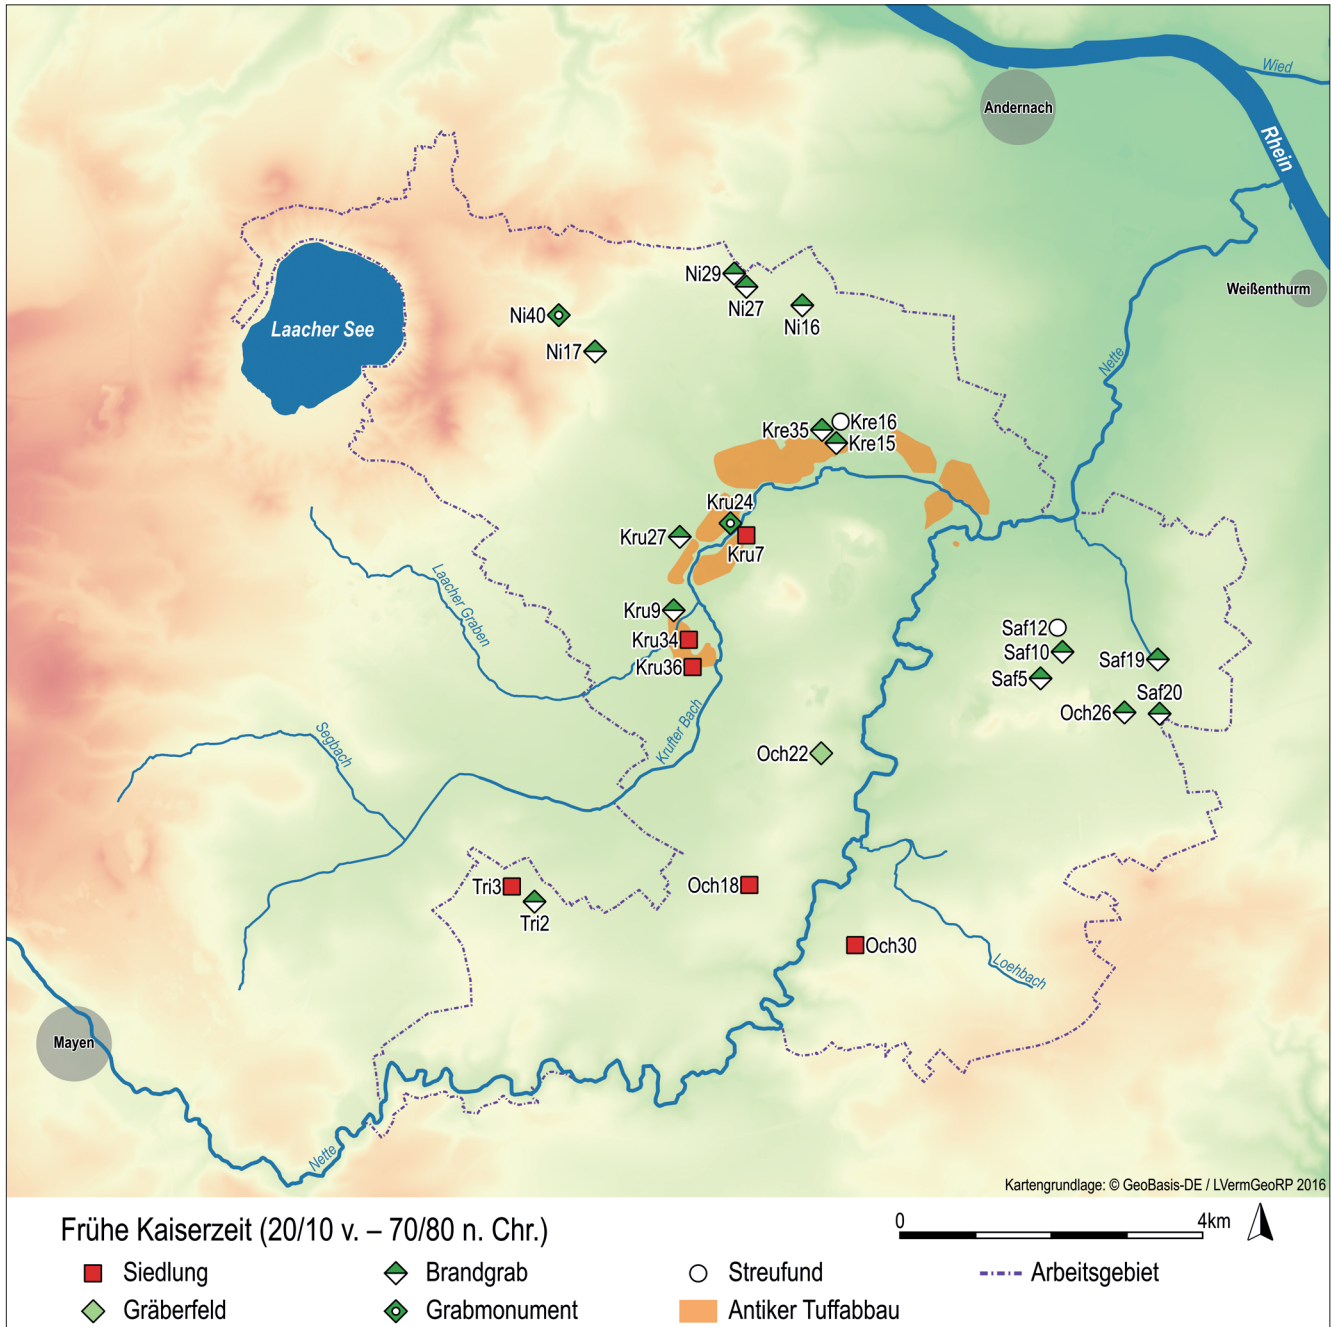 Wied
Andernach
Rhein
Weißenthurm
Ni29
Ni27
Ni16
Ni40
Laacher See
Ni17
Nette
Kre16
Kre35
Kre15
Kru24
Kru27
Kru7
Laacher Graben
Kru9
Kru34
Kru36
Saf12
Saf10
Saf19
Saf5
Saf20
Och26
Krufter Bach
Segbach
Och22
Tri3
Och18
Tri2
Och30
Loehbach
Mayen
Nette
Kartengrundlage: © GeoBasis-DE / LVermGeoRP 2016
Frühe Kaiserzeit (20/10 v. – 70/80 n. Chr.)
0 4km
Siedlung Brandgrab Streufund Arbeitsgebiet
Gräberfeld Grabmonument Antiker Tuffabbau